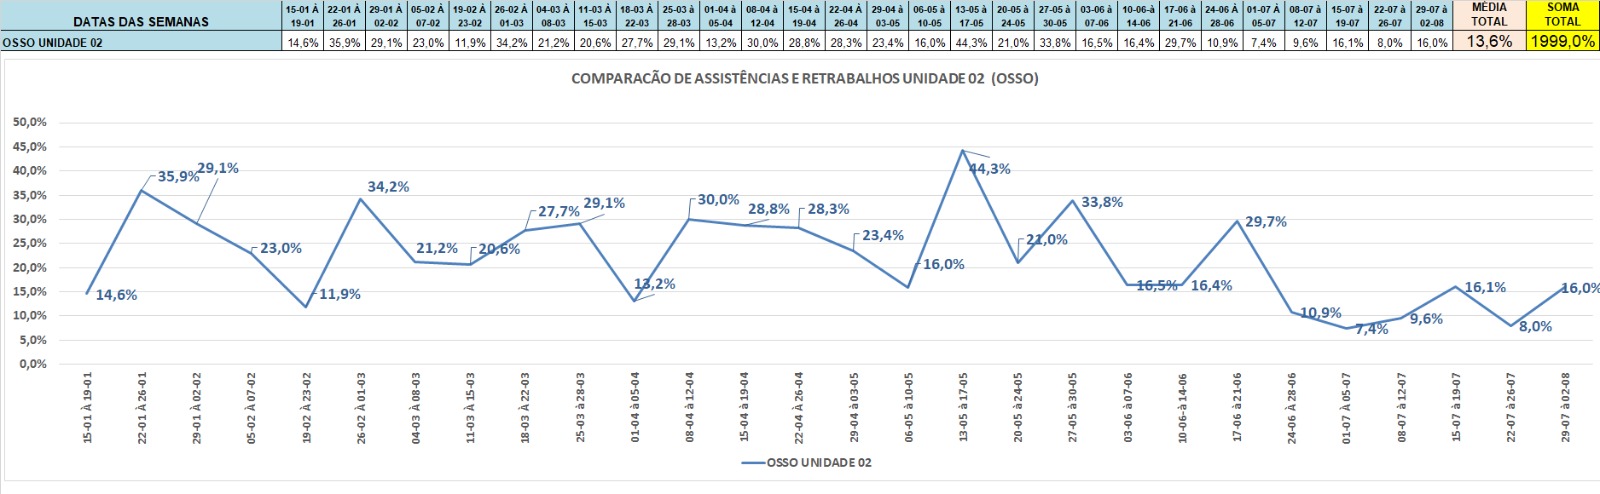 DATAS DAS SEMANAS 15-01 À 19-01 22-01 À 26-01 29-01 À 02-02 05-02 À 07-02 19-02 À 23-02 26-02 À 01-03 04-03 À 08-03 11-03 À 15-03 18-03 À 22-03 25-03 à 28-03 01-04 à 05-04 08-04 à 12-04 15-04 À 19-04 22-04 À 26-04 29-04 à 03-05 06-05 à 10-05 13-05 à 17-05 20-05 à 24-05 27-05 à 30-05 03-06 à 07-06 10-06-à 14-06 17-06 à 21-06 24-06 À 28-06 01-07 À 05-07 08-07 à 12-07 15-07 à 19-07 22-07 à 26-07 29-07 à 02-08 MÉDIA TOTAL SOMA TOTAL
OSSO UNIDADE 02 14,6% 35,9% 29,1% 23,0% 11,9% 34,2% 21,2% 20,6% 27,7% 29,1% 13,2% 30,0% 28,8% 28,3% 23,4% 16,0% 44,3% 21,0% 33,8% 16,5% 16,4% 29,7% 10,9% 7,4% 9,6% 16,1% 8,0% 16,0% 13,6% 1999,0%
COMPARACÃO DE ASSISTÊNCIAS E RETRABALHOS UNIDADE 02 (OSSO)
50,0%
45,0%
40,0%
35,0%
30,0%
25,0%
20,0%
15,0%
10,0%
5,0%
0,0%
14,6%
35,9%
29,1%
23,0%
11,9%
34,2%
21,2%
20,6%
27,7%
29,1%
13,2%
30,0%
28,8%
28,3%
23,4%
16,0%
44,3%
21,0%
33,8%
16,5%
16,4%
29,7%
10,9%
7,4%
9,6%
16,1%
8,0%
16,0%
15-01 À 19-01
22-01 À 26-01
29-01 À 02-02
05-02 À 07-02
19-02 À 23-02
26-02 À 01-03
04-03 À 08-03
11-03 À 15-03
18-03 À 22-03
25-03 à 28-03
01-04 à 05-04
08-04 à 12-04
15-04 À 19-04
22-04 À 26-04
29-04 à 03-05
06-05 à 10-05
13-05 à 17-05
20-05 à 24-05
27-05 à 30-05
03-06 à 07-06
10-06-à 14-06
17-06 à 21-06
24-06 À 28-06
01-07 À 05-07
08-07 à 12-07
15-07 à 19-07
22-07 à 26-07
29-07 à 02-08
OSSO UNIDADE 02